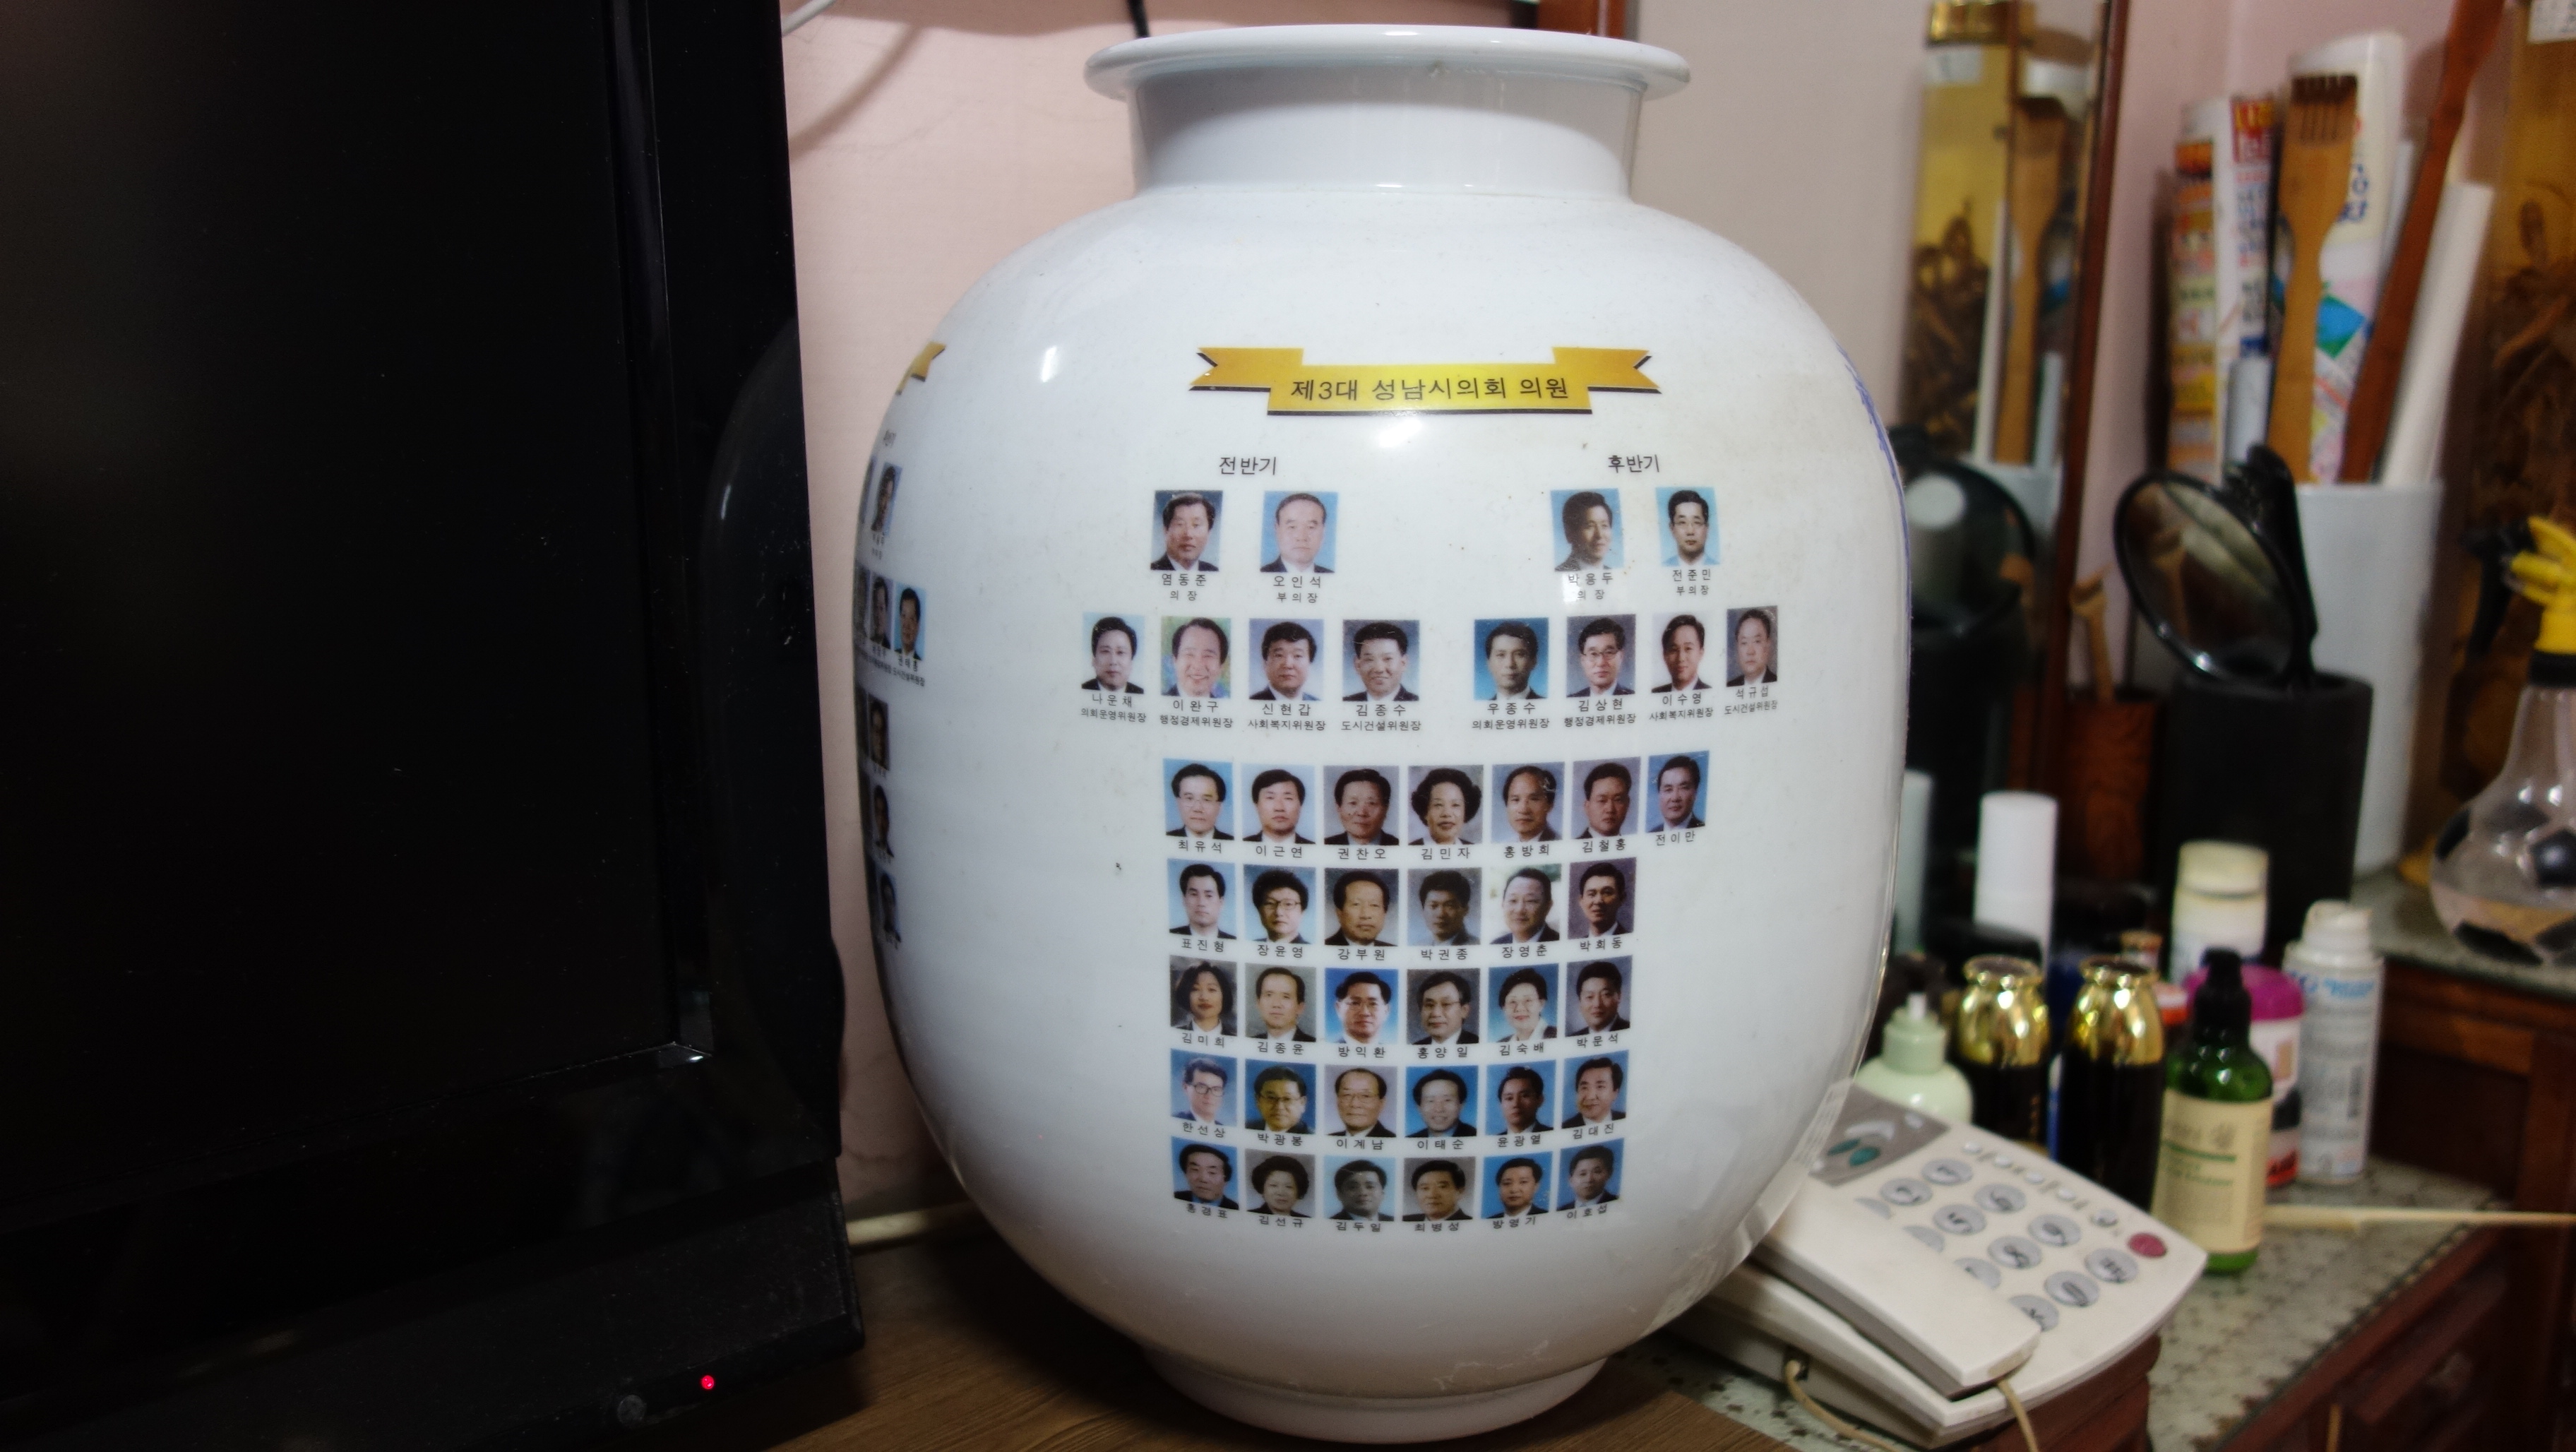 제3대 성남시의회 의원
전반기 후반기
염동준 오인석 박용두 전준민
의장 부의장 의장 부의장
나운채 이완구 신현갑 김종수 우종수 김상현 이수영 석규섭
의회운영위원장 행정경제위원장 사회복지위원장 도시건설위원장 의회운영위원장 행정경제위원장 사회복지위원장 도시건설위원장
최유석 이근연 권찬오 김민자 홍방희 김철홍 전이만
표진형 장윤영 강부원 박권종 장영춘 박희동
김미희 김종윤 방익환 홍양일 김숙배 박문석
한선상 박광봉 이계남 이태순 윤광열 김대진
홍경표 김선규 김두일 최병성 방영기 이호섭